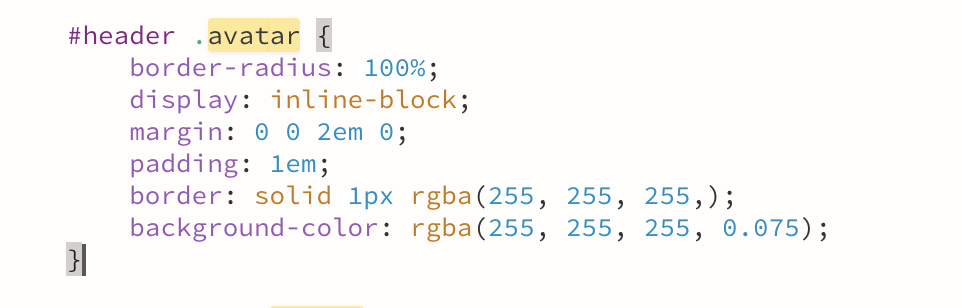 #header .avatar {
    border-radius: 100%;
    display: inline-block;
    margin: 0 0 2em 0;
    padding: 1em;
    border: solid 1px rgba(255, 255, 255,);
    background-color: rgba(255, 255, 255, 0.075);
}